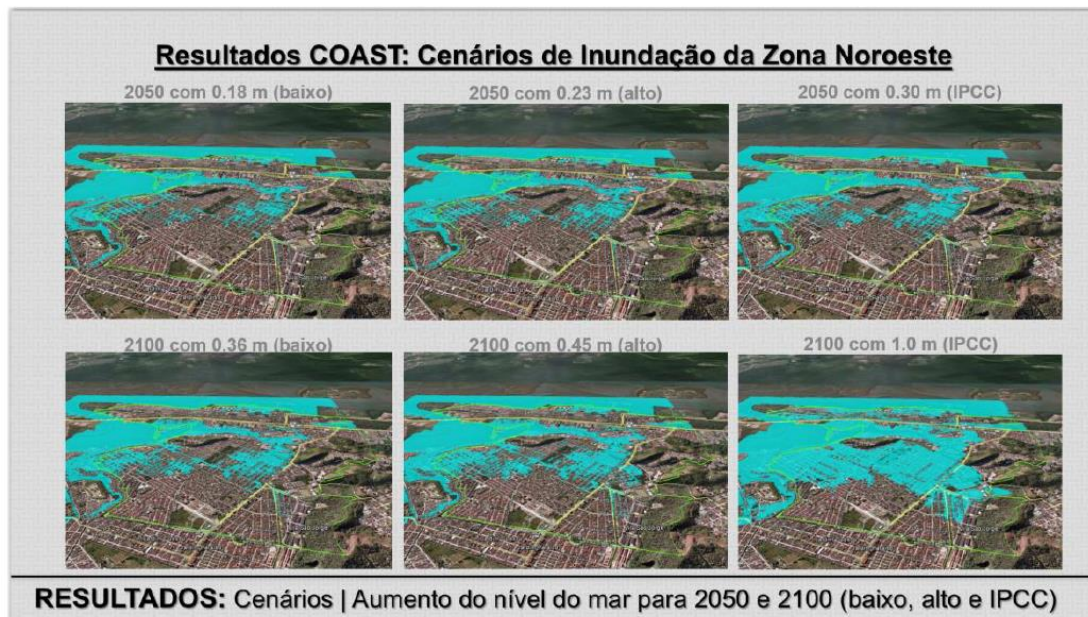 Resultados COAST: Cenários de Inundação da Zona Noroeste
2050 com 0.18 m (baixo)
2050 com 0.23 m (alto)
2050 com 0.30 m (IPCC)
2100 com 0.36 m (baixo)
2100 com 0.45 m (alto)
2100 com 1.0 m (IPCC)
RESULTADOS: Cenários | Aumento do nível do mar para 2050 e 2100 (baixo, alto e IPCC)